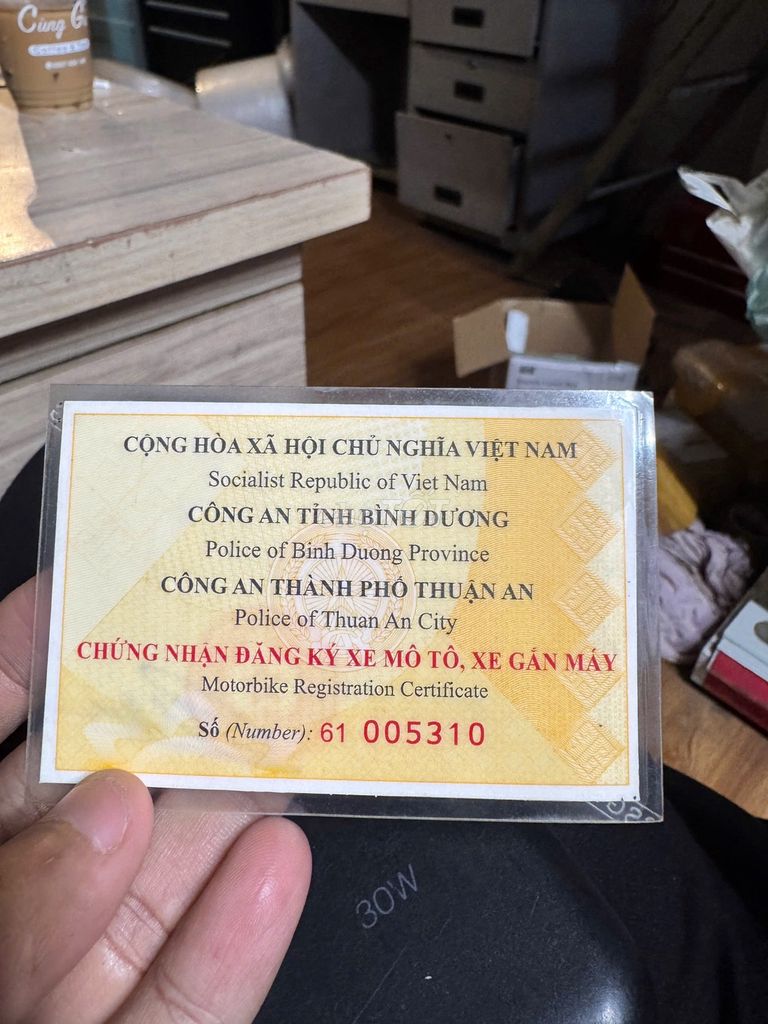 Cùng
CỘNG HÒA XÃ HỘI CHỦ NGHĨA VIỆT NAM
Socialist Republic of Viet Nam
CÔNG AN TỈNH BÌNH DƯƠNG
Police of Binh Duong Province
CÔNG AN THÀNH PHỐ THUẬN AN
Police of Thuan An City
CHỨNG NHẬN ĐĂNG KÝ XE MÔ TÔ, XE GẮN MÁY
Motorbike Registration Certificate
Số (Number): 61 005310
30W